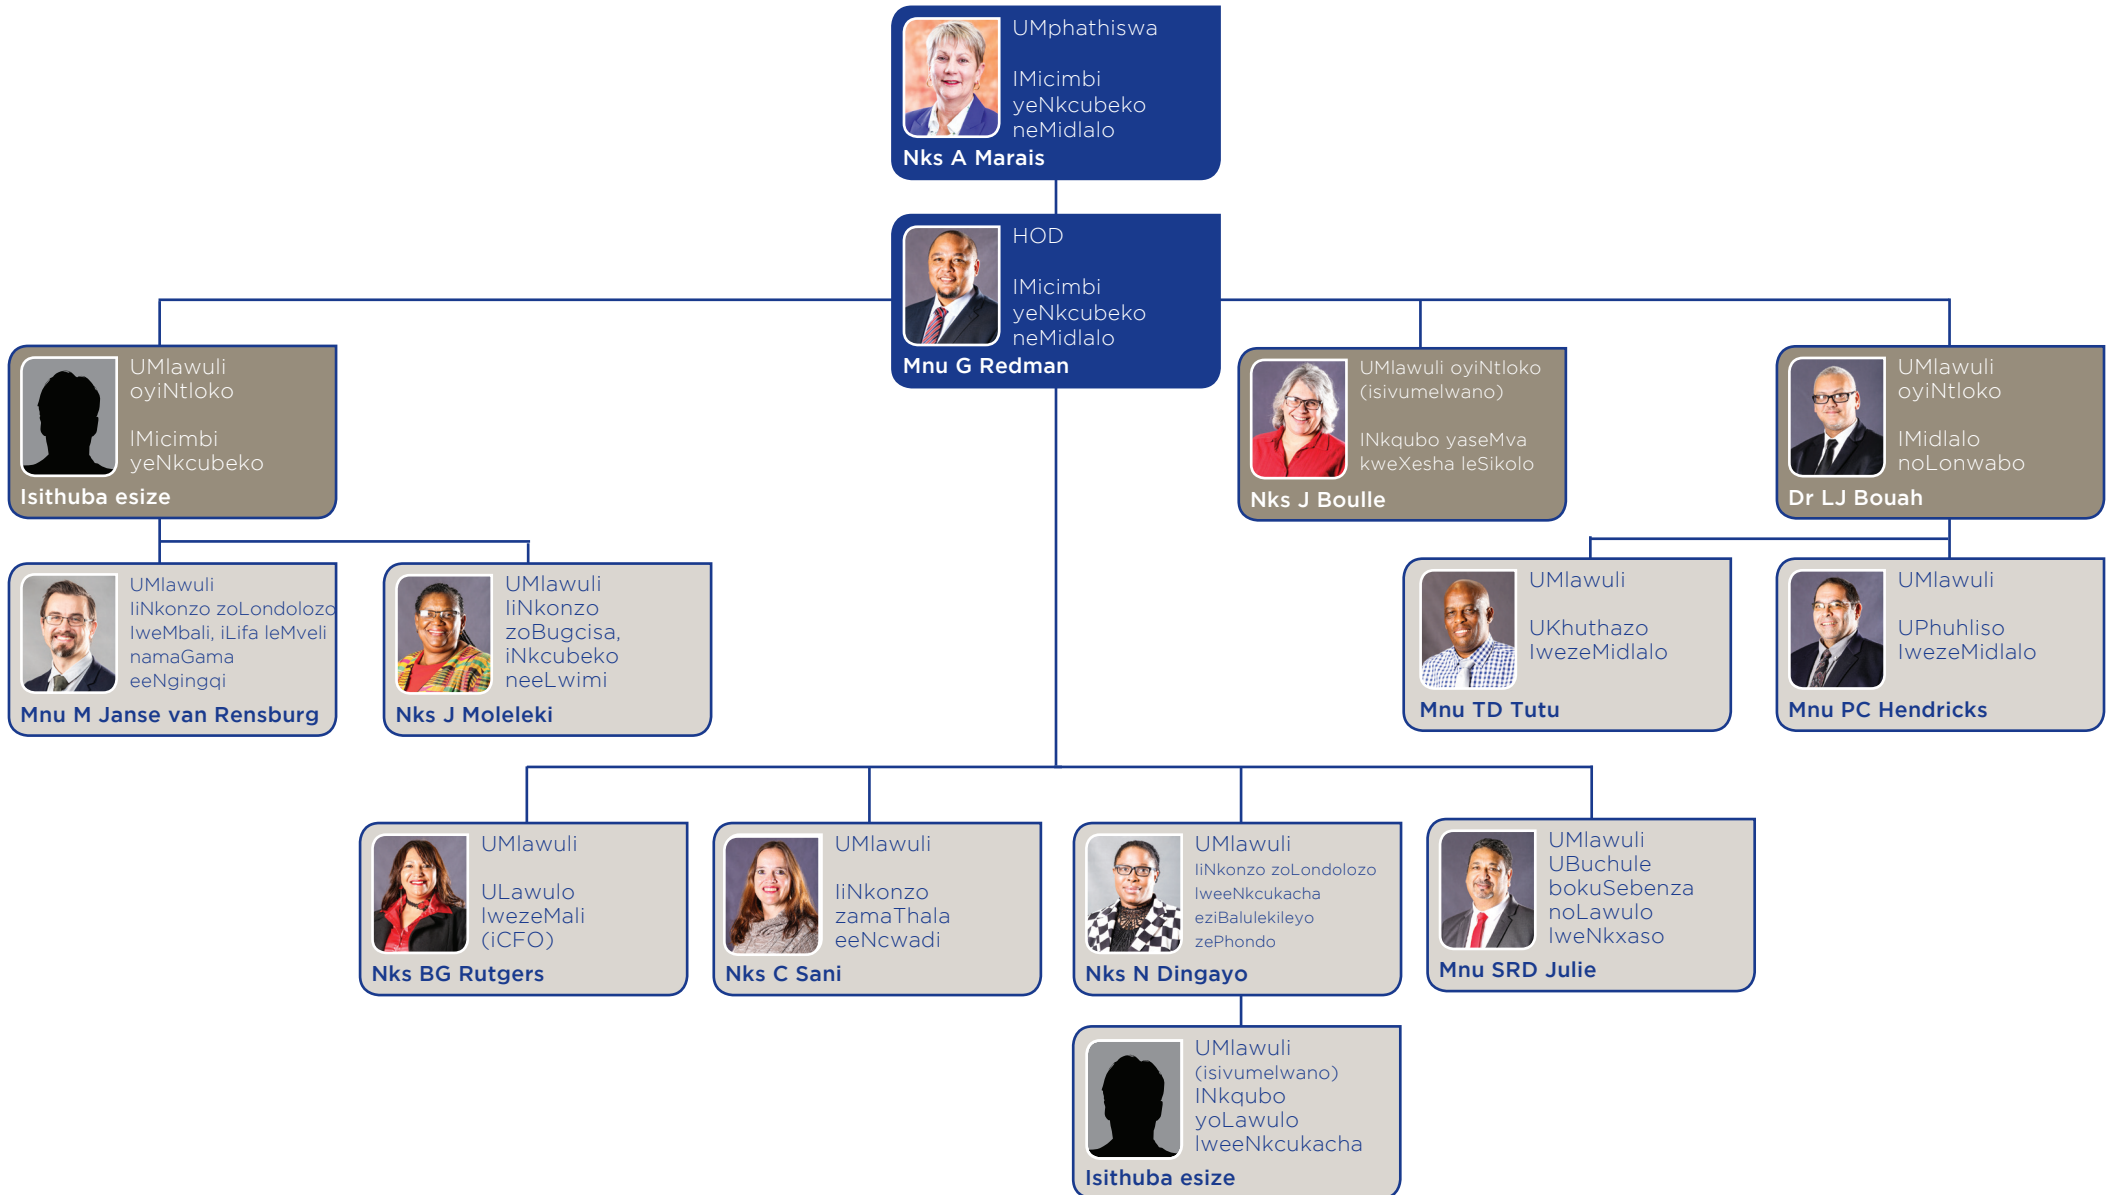 UMphathiswa
IMicimbi
yeNkcubeko
neMidlalo
Nks A Marais
HOD
IMicimbi
yeNkcubeko
neMidlalo
Mnu G Redman
UMlawuli
oyiNtloko
IMicimbi
yeNkcubeko
Isithuba esize
UMlawuli oyiNtloko
(isivumelwano)
INkqubo yaseMva
kweXesha leSikolo
Nks J Boulle
UMlawuli
oyiNtloko
IMidlalo
noLonwabo
Dr LJ Bouah
UMlawuli
IiNkonzo zoLondolozo
lweMbali, iLifa leMveli
namaGama
eeNgingqi
Mnu M Janse van Rensburg
UMlawuli
IiNkonzo
zoBugcisa,
iNkcubeko
neeLwimi
Nks J Moleleki
UMlawuli
UKhuthazo
lwezeMidlalo
Mnu TD Tutu
UMlawuli
UPhuhliso
lwezeMidlalo
Mnu PC Hendricks
UMlawuli
ULawulo
lwezeMali
(iCFO)
Nks BG Rutgers
UMlawuli
IiNkonzo
zamaThala
eeNcwadi
Nks C Sani
UMlawuli
IiNkonzo zoLondolozo
lweeNkcukacha
eziBalulekileyo
zePhondo
Nks N Dingayo
UMlawuli
UBuchule
bokuSebenza
noLawulo
lweNkxaso
Mnu SRD Julie
UMlawuli
(isivumelwano)
INkqubo
yoLawulo
lweeNkcukacha
Isithuba esize